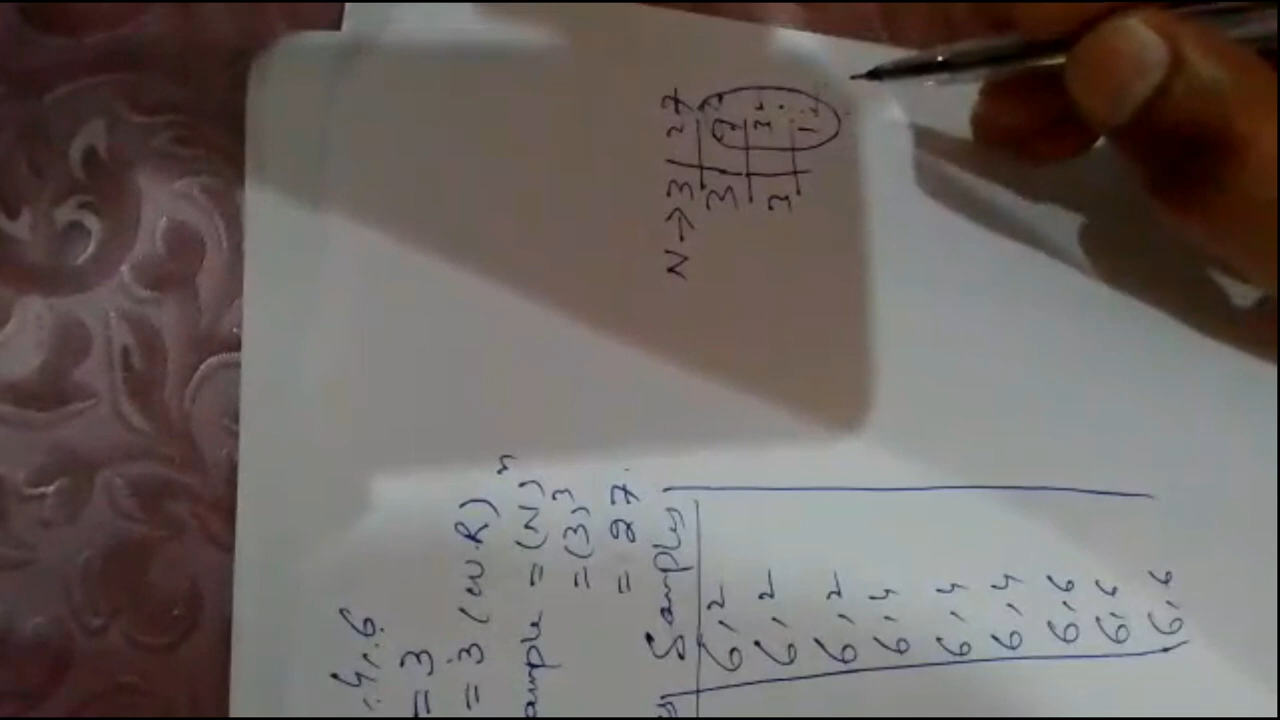 N → 3 | 27
3 | 9
3 | 3
1
4, 6
= 3
= 3 (W.R)
ample = (N)ⁿ
= (3)³
= 27.
Samples
6, 2
6, 2
6, 2
6, 4
6, 4
6, 4
6, 6
6, 6
6, 6